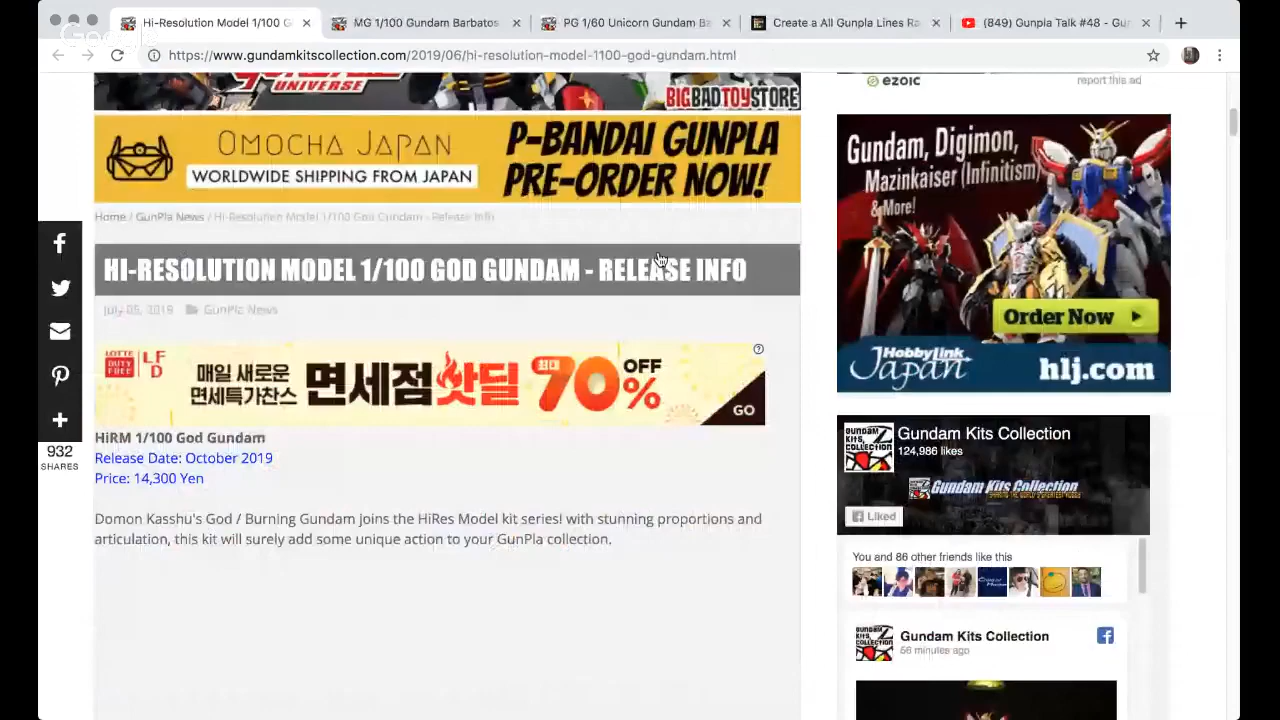 Hi-Resolution Model 1/100 G
MG 1/100 Gundam Barbatos
PG 1/60 Unicorn Gundam Ba
Create a All Gunpla Lines Ra
(849) Gunpla Talk #48 - Gu
Google
https://www.gundamkitscollection.com/2019/06/hi-resolution-model-1100-god-gundam.html
UNIVERSE
BIGBADTOYSTORE
ezoic
report this ad
OMOCHA JAPAN
WORLDWIDE SHIPPING FROM JAPAN
P-BANDAI GUNPLA
PRE-ORDER NOW!
Home / GunPla News / Hi-Resolution Model 1/100 God Gundam - Release Info
HI-RESOLUTION MODEL 1/100 GOD GUNDAM - RELEASE INFO
July 05, 2019
GunPla News
LOTTE
DUTY FREE
LF
D
매일 새로운
면세특가찬스
면세점핫딜
최대
70%
OFF
GO
HiRM 1/100 God Gundam
Release Date: October 2019
Price: 14,300 Yen
Domon Kasshu's God / Burning Gundam joins the HiRes Model kit series! with stunning proportions and
articulation, this kit will surely add some unique action to your GunPla collection.
932
SHARES
Gundam, Digimon,
Mazinkaiser (Infinitism)
& More!
Order Now
HobbyLink
Japan
hlj.com
Gundam Kits Collection
124,986 likes
Gundam Kits Collection
Liked
You and 86 other friends like this
Gundam Kits Collection
56 minutes ago